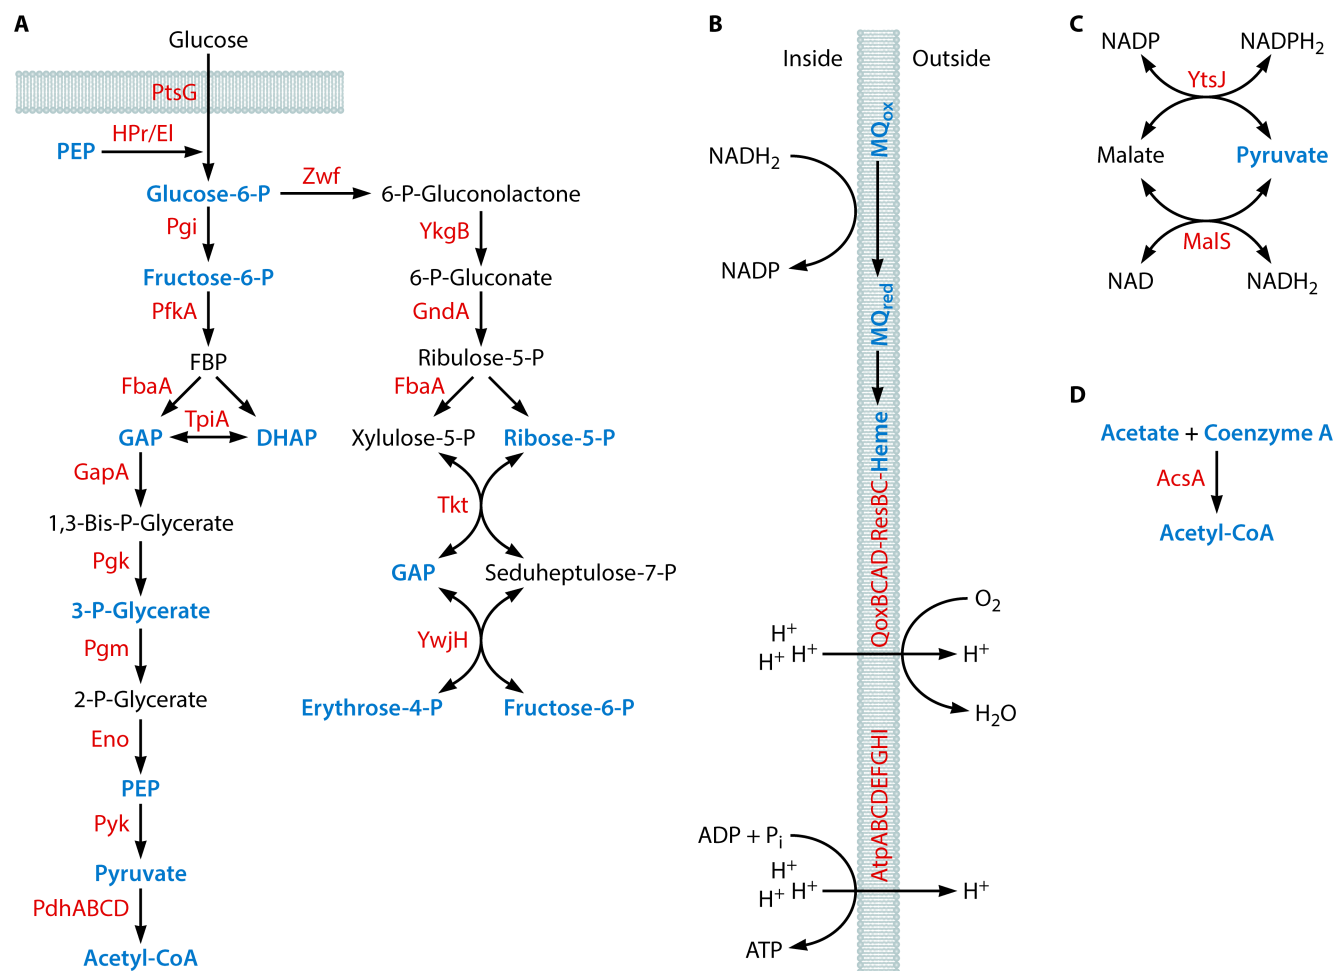 A
Glucose
PtsG
HPr/EI
PEP
Glucose-6-P
Zwf
6-P-Gluconolactone
Pgi
YkgB
Fructose-6-P
6-P-Gluconate
PfkA
GndA
FBP
Ribulose-5-P
FbaA
FbaA
TpiA
GAP
DHAP
Xylulose-5-P
Ribose-5-P
GapA
Tkt
1,3-Bis-P-Glycerate
Pgk
GAP
Seduheptulose-7-P
3-P-Glycerate
YwjH
Pgm
2-P-Glycerate
Erythrose-4-P
Fructose-6-P
Eno
PEP
Pyk
Pyruvate
PdhABCD
Acetyl-CoA
B
Inside
Outside
MQox
NADH2
NADP
MQred
QoxBCAD-ResBC-Heme
O2
H+
H+ H+
H+
H2O
AtpABCDEFGHI
ADP + Pi
H+
H+ H+
H+
ATP
C
NADP
NADPH2
YtsJ
Malate
Pyruvate
MalS
NAD
NADH2
D
Acetate + Coenzyme A
AcsA
Acetyl-CoA